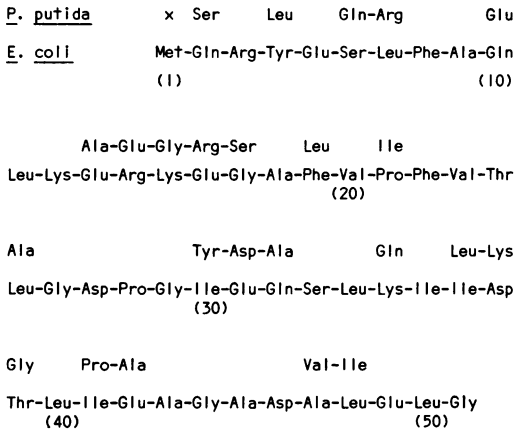 P. putida x Ser Leu Gln-Arg Glu
E. coli Met-Gln-Arg-Tyr-Glu-Ser-Leu-Phe-Ala-Gln
(1) (10)
Ala-Glu-Gly-Arg-Ser Leu Ile
Leu-Lys-Glu-Arg-Lys-Glu-Gly-Ala-Phe-Val-Pro-Phe-Val-Thr
(20)
Ala Tyr-Asp-Ala Gln Leu-Lys
Leu-Gly-Asp-Pro-Gly-Ile-Glu-Gln-Ser-Leu-Lys-Ile-Ile-Asp
(30)
Gly Pro-Ala Val-Ile
Thr-Leu-Ile-Glu-Ala-Gly-Ala-Asp-Ala-Leu-Glu-Leu-Gly
(40) (50)